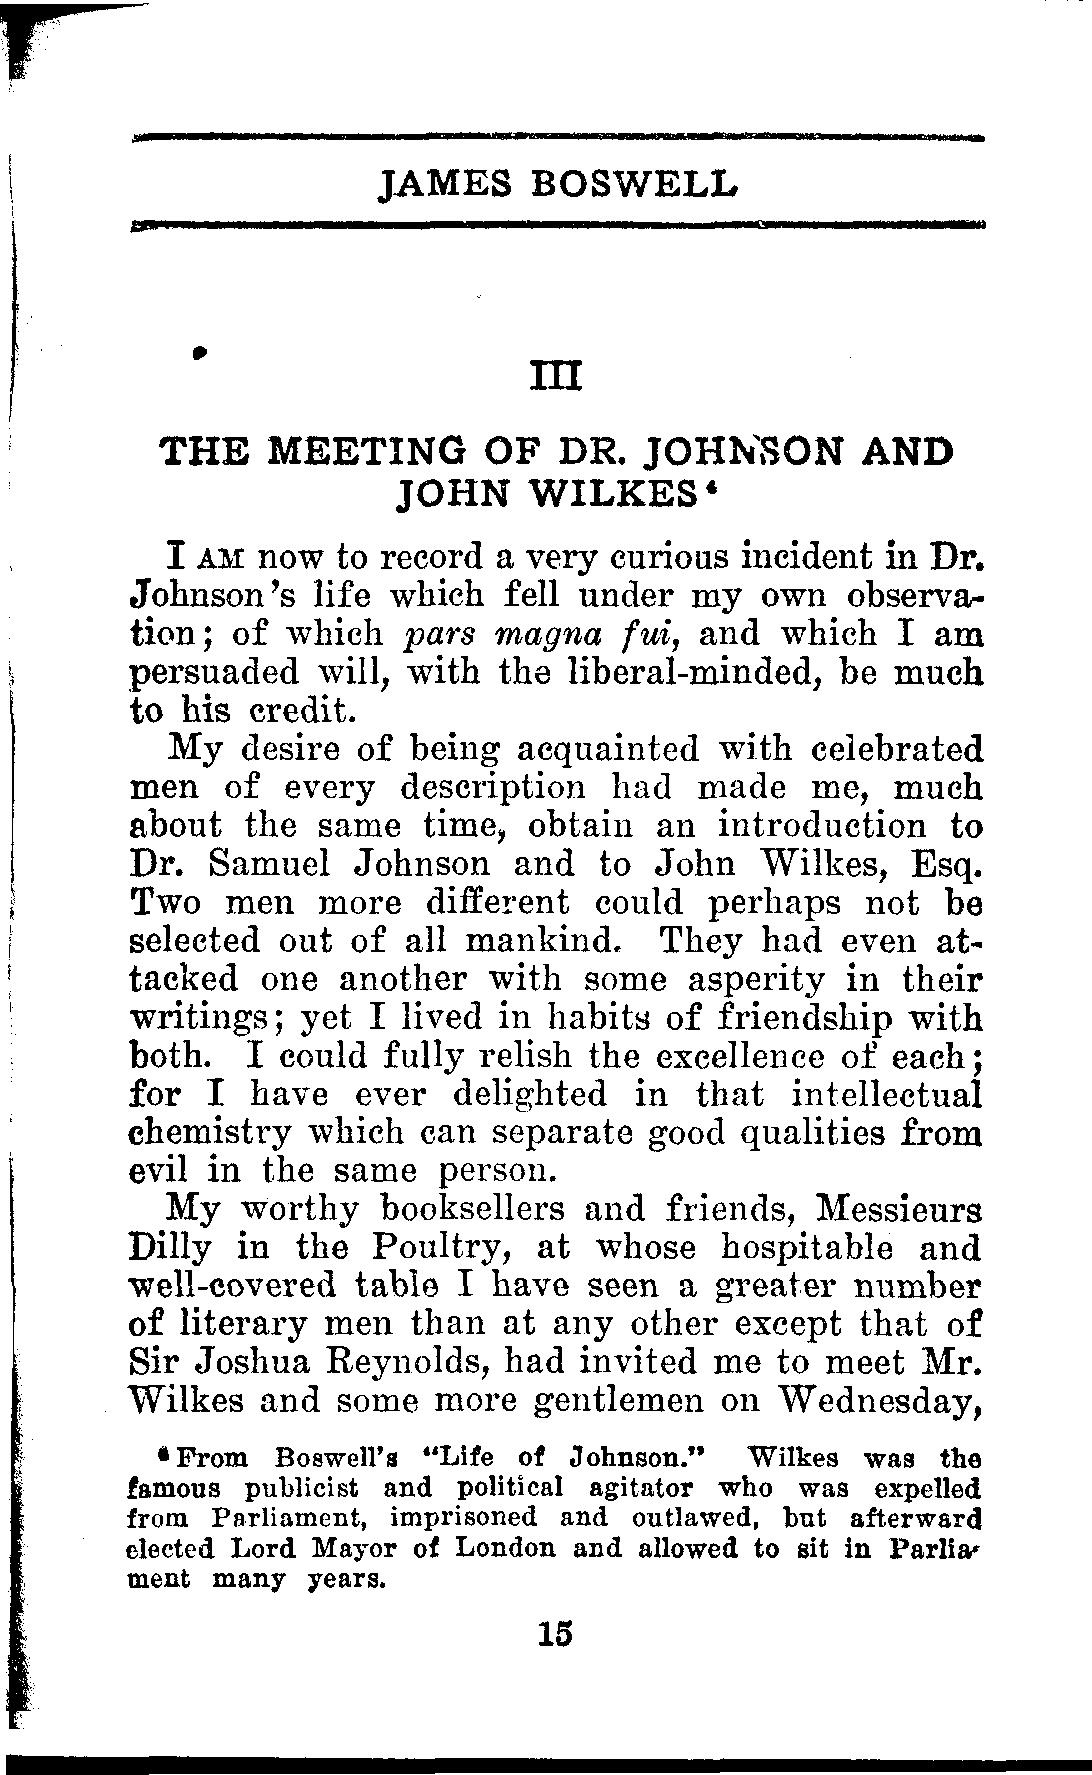 JAMES BOSWELL
III
THE MEETING OF DR. JOHNSON AND
JOHN WILKES⁶
I AM now to record a very curious incident in Dr.
Johnson's life which fell under my own observa-
tion; of which pars magna fui, and which I am
persuaded will, with the liberal-minded, be much
to his credit.
My desire of being acquainted with celebrated
men of every description had made me, much
about the same time, obtain an introduction to
Dr. Samuel Johnson and to John Wilkes, Esq.
Two men more different could perhaps not be
selected out of all mankind. They had even at-
tacked one another with some asperity in their
writings; yet I lived in habits of friendship with
both. I could fully relish the excellence of each;
for I have ever delighted in that intellectual
chemistry which can separate good qualities from
evil in the same person.
My worthy booksellers and friends, Messieurs
Dilly in the Poultry, at whose hospitable and
well-covered table I have seen a greater number
of literary men than at any other except that of
Sir Joshua Reynolds, had invited me to meet Mr.
Wilkes and some more gentlemen on Wednesday,
⁶From Boswell's "Life of Johnson." Wilkes was the
famous publicist and political agitator who was expelled
from Parliament, imprisoned and outlawed, but afterward
elected Lord Mayor of London and allowed to sit in Parlia-
ment many years.
15